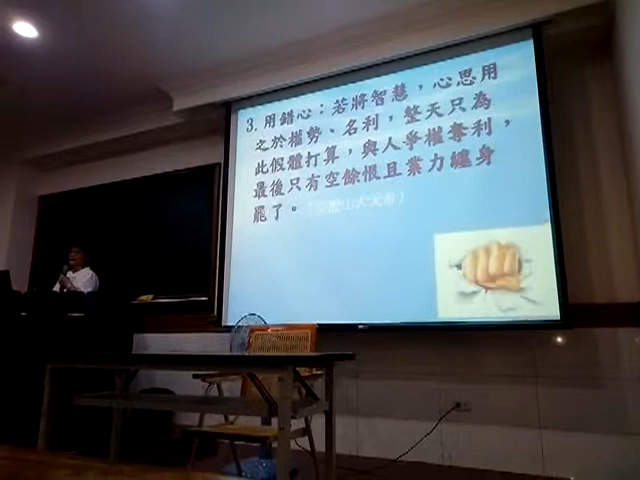 3. 用錯心：若將智慧，心思用
之於權勢、名利，整天只為
此假體打算，與人爭權奪利，
最後只有空餘恨且業力纏身
罷了。